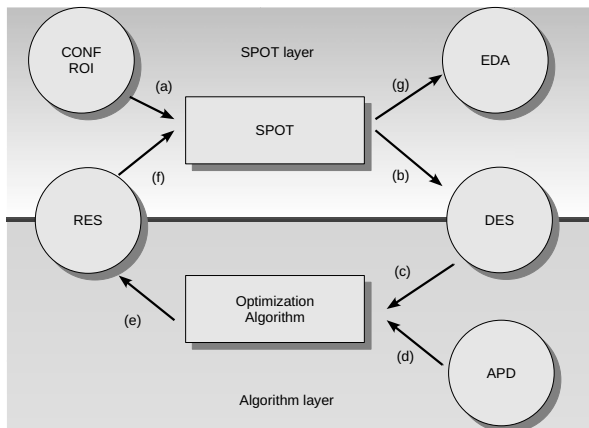 CONF
ROI
SPOT layer
EDA
(a)
(g)
SPOT
(f)
(b)
RES
DES
(c)
Optimization
Algorithm
(e)
(d)
APD
Algorithm layer